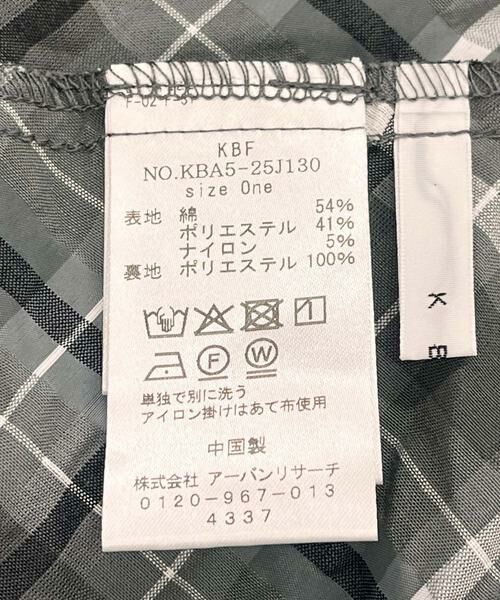 F-02
KBF
NO.KBA5-25J130
size One
表地 綿 54%
ポリエステル 41%
ナイロン 5%
裏地 ポリエステル 100%
F W
単独で別に洗う
アイロン掛けはあて布使用
中国製
株式会社 アーバンリサーチ
0120-967-013
4337
K B